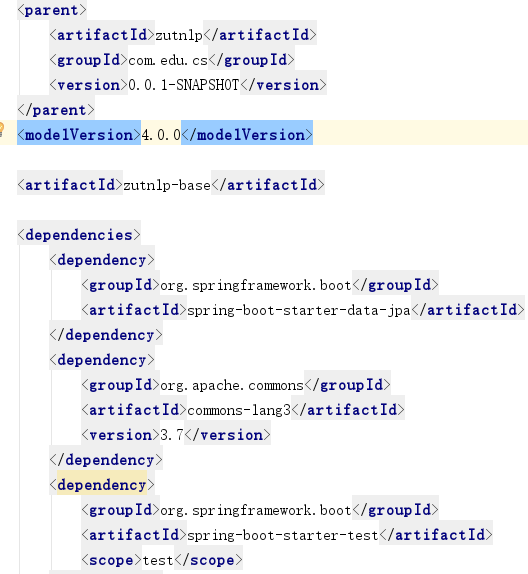 <parent>
<artifactId>zutnlp</artifactId>
<groupId>com.edu.cs</groupId>
<version>0.0.1-SNAPSHOT</version>
</parent>
<modelVersion>4.0.0</modelVersion>
<artifactId>zutnlp-base</artifactId>
<dependencies>
<dependency>
<groupId>org.springframework.boot</groupId>
<artifactId>spring-boot-starter-data-jpa</artifactId>
</dependency>
<dependency>
<groupId>org.apache.commons</groupId>
<artifactId>commons-lang3</artifactId>
<version>3.7</version>
</dependency>
<dependency>
<groupId>org.springframework.boot</groupId>
<artifactId>spring-boot-starter-test</artifactId>
<scope>test</scope>